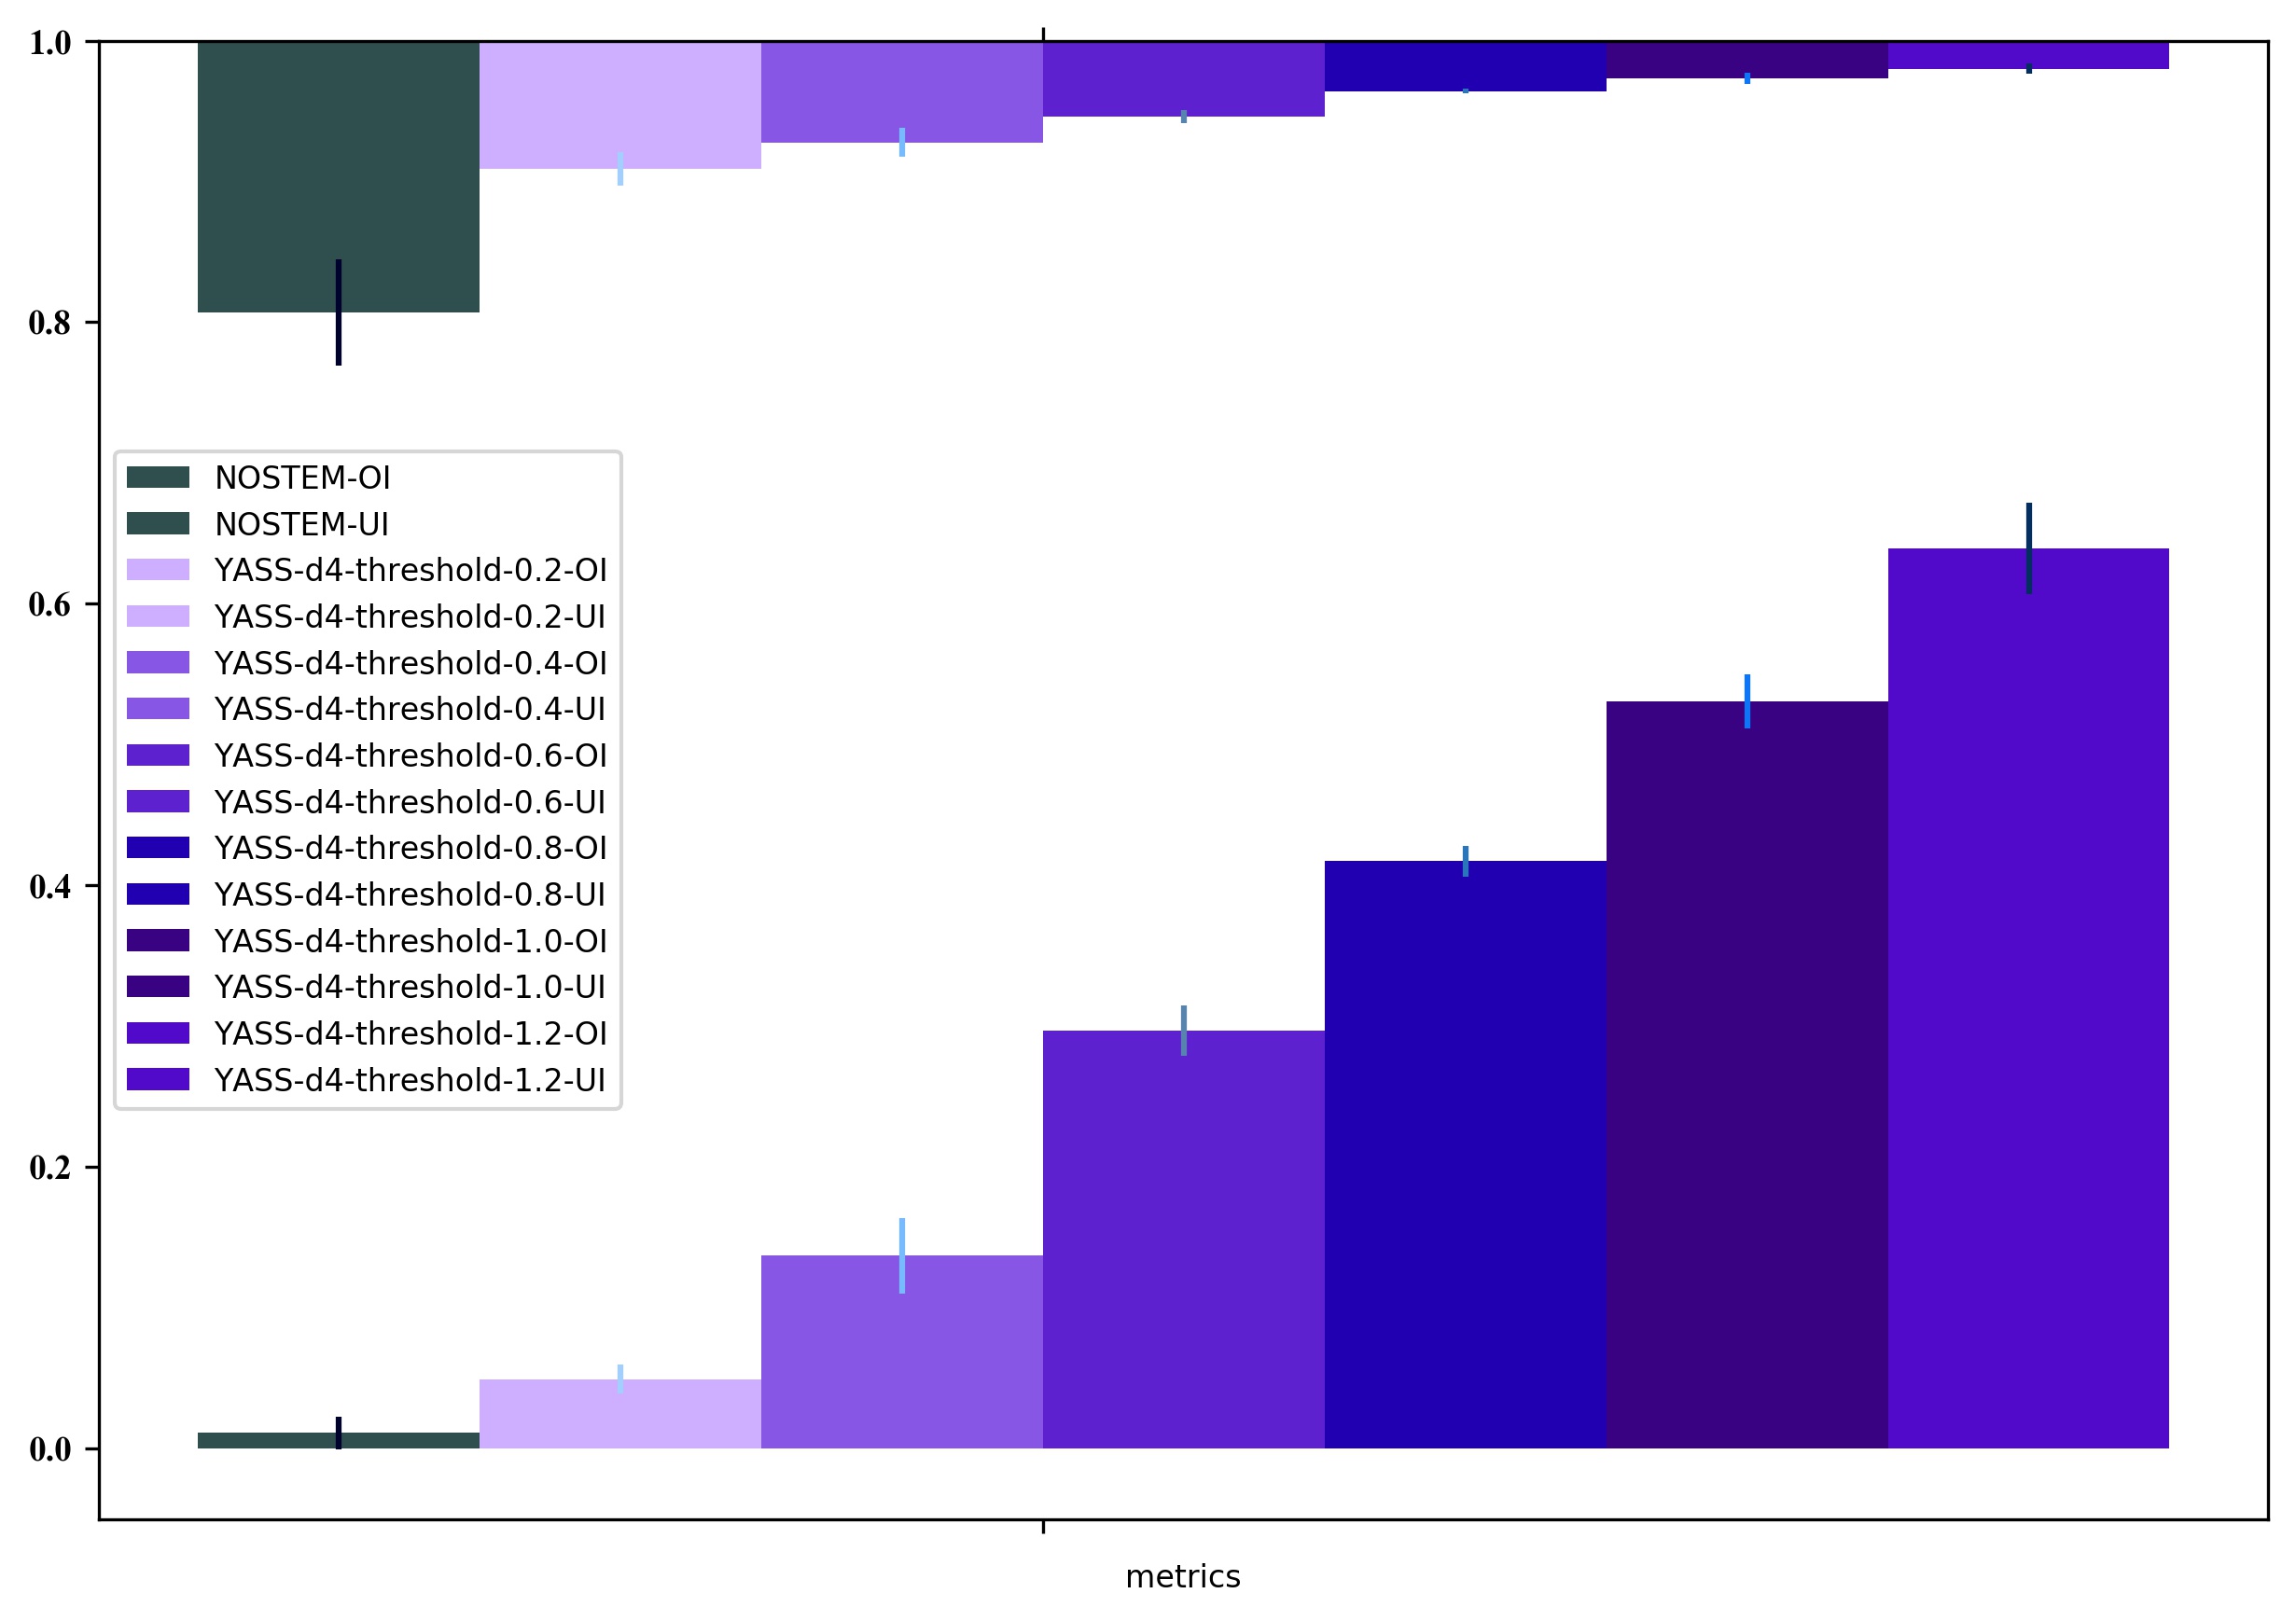 1.0
0.8
0.6
0.4
0.2
0.0
NOSTEM-OI
NOSTEM-UI
YASS-d4-threshold-0.2-OI
YASS-d4-threshold-0.2-UI
YASS-d4-threshold-0.4-OI
YASS-d4-threshold-0.4-UI
YASS-d4-threshold-0.6-OI
YASS-d4-threshold-0.6-UI
YASS-d4-threshold-0.8-OI
YASS-d4-threshold-0.8-UI
YASS-d4-threshold-1.0-OI
YASS-d4-threshold-1.0-UI
YASS-d4-threshold-1.2-OI
YASS-d4-threshold-1.2-UI
metrics